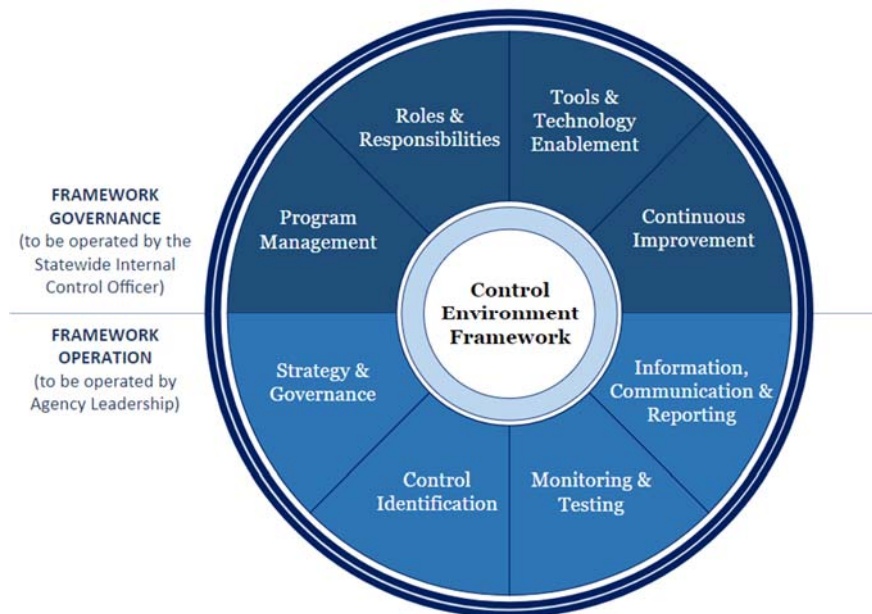 Roles &
Responsibilities
Tools &
Technology
Enablement
Program
Management
Continuous
Improvement
FRAMEWORK
GOVERNANCE
(to be operated by the
Statewide Internal
Control Officer)
Control
Environment
Framework
FRAMEWORK
OPERATION
(to be operated by
Agency Leadership)
Strategy &
Governance
Information,
Communication &
Reporting
Control
Identification
Monitoring &
Testing